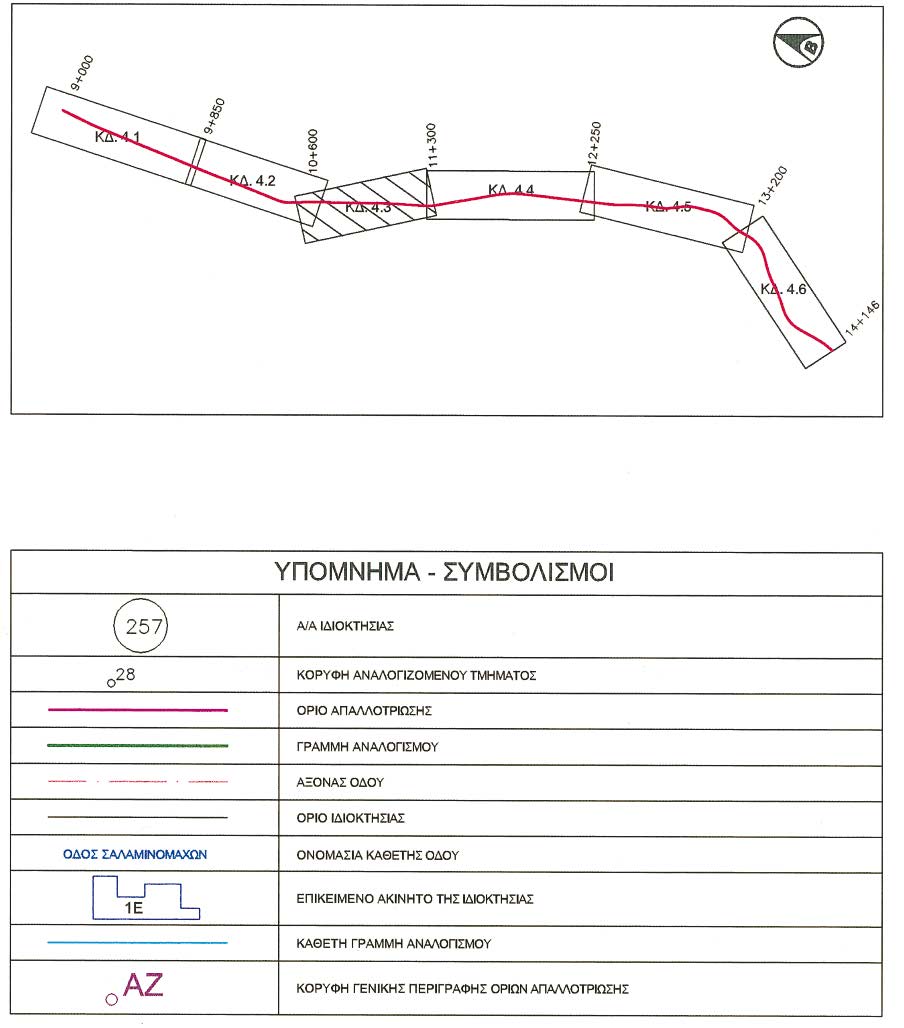 Β
9+000
9+850
10+600
11+300
12+250
13+200
14+146
ΚΔ. 4.1
ΚΔ. 4.2
ΚΔ. 4.3
ΚΔ. 4.4
ΚΔ. 4.5
ΚΔ. 4.6
ΥΠΟΜΝΗΜΑ - ΣΥΜΒΟΛΙΣΜΟΙ
257 Α/Α ΙΔΙΟΚΤΗΣΙΑΣ
28 ΚΟΡΥΦΗ ΑΝΑΛΟΓΙΖΟΜΕΝΟΥ ΤΜΗΜΑΤΟΣ
ΟΡΙΟ ΑΠΑΛΛΟΤΡΙΩΣΗΣ
ΓΡΑΜΜΗ ΑΝΑΛΟΓΙΣΜΟΥ
ΑΞΟΝΑΣ ΟΔΟΥ
ΟΡΙΟ ΙΔΙΟΚΤΗΣΙΑΣ
ΟΔΟΣ ΣΑΛΑΜΙΝΟΜΑΧΩΝ ΟΝΟΜΑΣΙΑ ΚΑΘΕΤΗΣ ΟΔΟΥ
1Ε ΕΠΙΚΕΙΜΕΝΟ ΑΚΙΝΗΤΟ ΤΗΣ ΙΔΙΟΚΤΗΣΙΑΣ
ΚΑΘΕΤΗ ΓΡΑΜΜΗ ΑΝΑΛΟΓΙΣΜΟΥ
ΑΖ ΚΟΡΥΦΗ ΓΕΝΙΚΗΣ ΠΕΡΙΓΡΑΦΗΣ ΟΡΙΩΝ ΑΠΑΛΛΟΤΡΙΩΣΗΣ